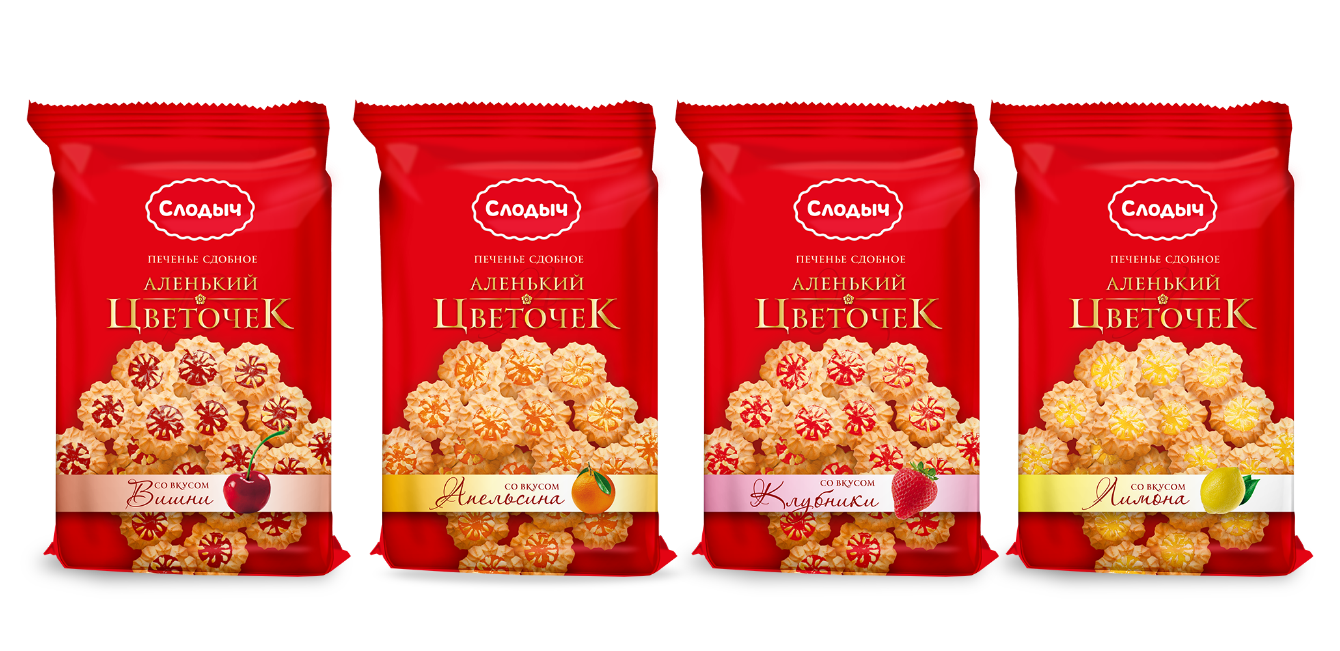 Слодыч
ПЕЧЕНЬЕ СДОБНОЕ
АЛЕНЬКИЙ
ЦВЕТОЧЕК
СО ВКУСОМ
Вишни
Слодыч
ПЕЧЕНЬЕ СДОБНОЕ
АЛЕНЬКИЙ
ЦВЕТОЧЕК
СО ВКУСОМ
Апельсина
Слодыч
ПЕЧЕНЬЕ СДОБНОЕ
АЛЕНЬКИЙ
ЦВЕТОЧЕК
СО ВКУСОМ
Клубники
Слодыч
ПЕЧЕНЬЕ СДОБНОЕ
АЛЕНЬКИЙ
ЦВЕТОЧЕК
СО ВКУСОМ
Лимона